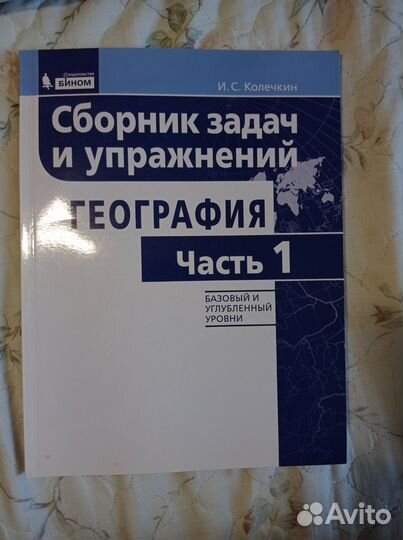 издательство
БИНОМ
И. С. Колечкин
Сборник задач
и упражнений
ГЕОГРАФИЯ
Часть 1
БАЗОВЫЙ И
УГЛУБЛЕННЫЙ
УРОВНИ
Avito